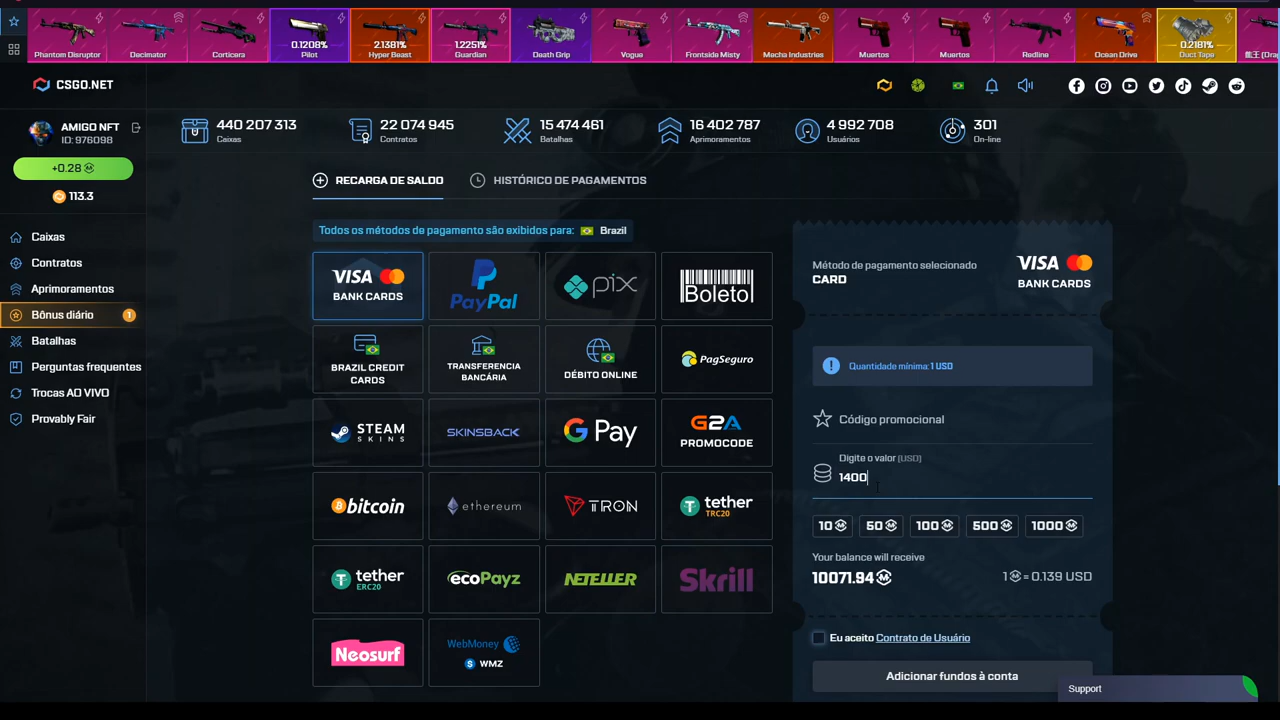 Phantom Disruptor
Decimator
Corticera
0.1208%
Pilot
2.1381%
Hyper Beast
1.2251%
Guardian
Death Grip
Vogue
Frontside Misty
Mecha Industries
Muertos
Muertos
Redline
Ocean Drive
0.2181%
Duct Tape
CSGO.NET
AMIGO NFT
ID: 976098
440 207 313
Caixas
22 074 945
Contratos
15 474 461
Batalhas
16 402 787
Aprimoramentos
4 992 708
Usuários
301
On-line
+0.28
113.3
RECARGA DE SALDO
HISTÓRICO DE PAGAMENTOS
Caixas
Contratos
Aprimoramentos
Bônus diário 1
Batalhas
Perguntas frequentes
Trocas AO VIVO
Provably Fair
Todos os métodos de pagamento são exibidos para: Brazil
VISA
BANK CARDS
PayPal
pix
Boleto
BRAZIL CREDIT
CARDS
TRANSFERENCIA
BANCÁRIA
DÉBITO ONLINE
PagSeguro
STEAM
SKINS
SKINSBACK
G Pay
G2A
PROMOCODE
bitcoin
ethereum
TRON
tether
TRC20
tether
ERC20
ecoPayz
NETELLER
Skrill
Neosurf
WebMoney
WMZ
Método de pagamento selecionado
CARD
VISA
BANK CARDS
Quantidade mínima: 1 USD
Código promocional
Digite o valor [USD]
1400
10 50 100 500 1000
Your balance will receive
10071.94
1 = 0.139 USD
Eu aceito Contrato de Usuário
Adicionar fundos à conta
Support